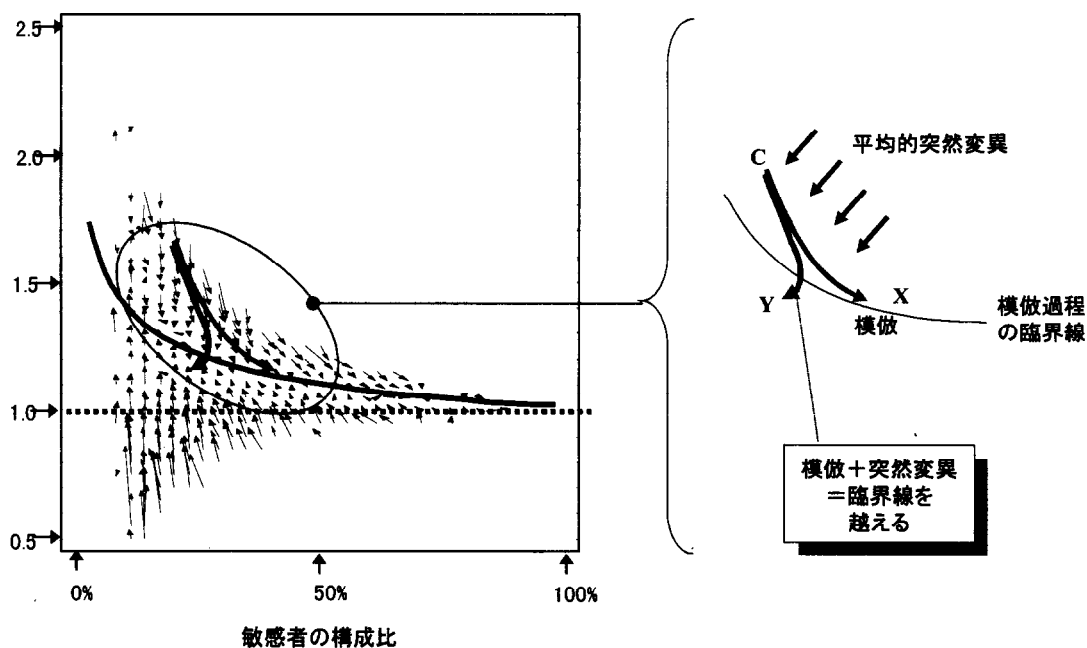 2.5
2.0
1.5
1.0
0.5
0%
50%
100%
敏感者の構成比
C
平均的突然変異
Y
X
模倣
模倣過程
の臨界線
模倣＋突然変異
＝臨界線を
越える